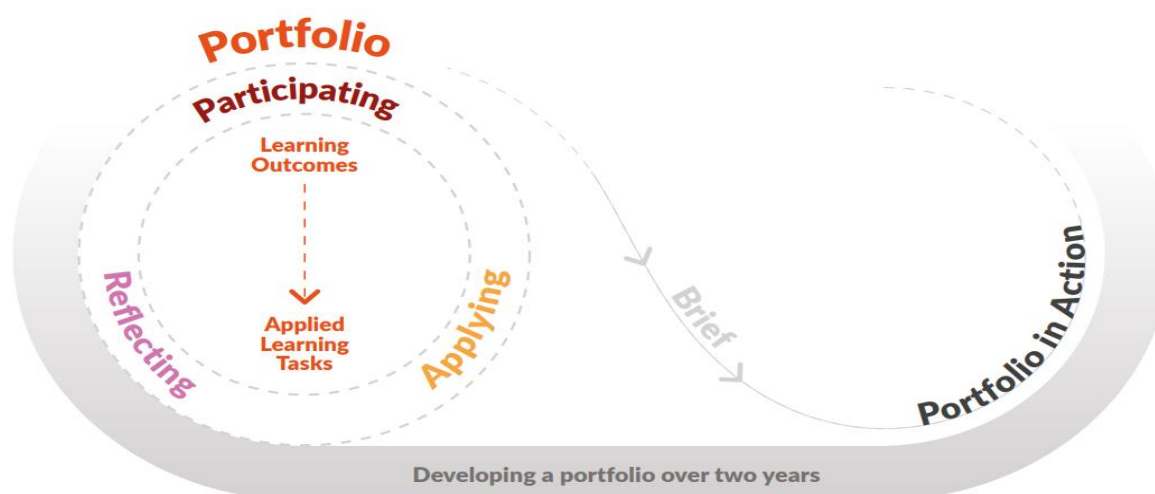 Portfolio
Participating
Learning
Outcomes
Reflecting
Applied
Learning
Tasks
Applying
Brief
Portfolio in Action
Developing a portfolio over two years